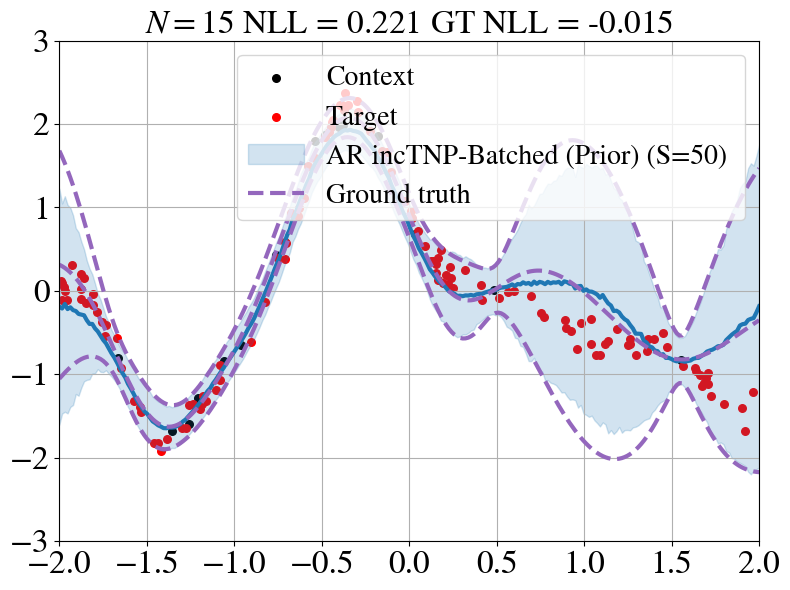 N = 15 NLL = 0.221 GT NLL = -0.015
3
2
1
0
−1
−2
−3
Context
Target
AR incTNP-Batched (Prior) (S=50)
Ground truth
−2.0 −1.5 −1.0 −0.5 0.0 0.5 1.0 1.5 2.0